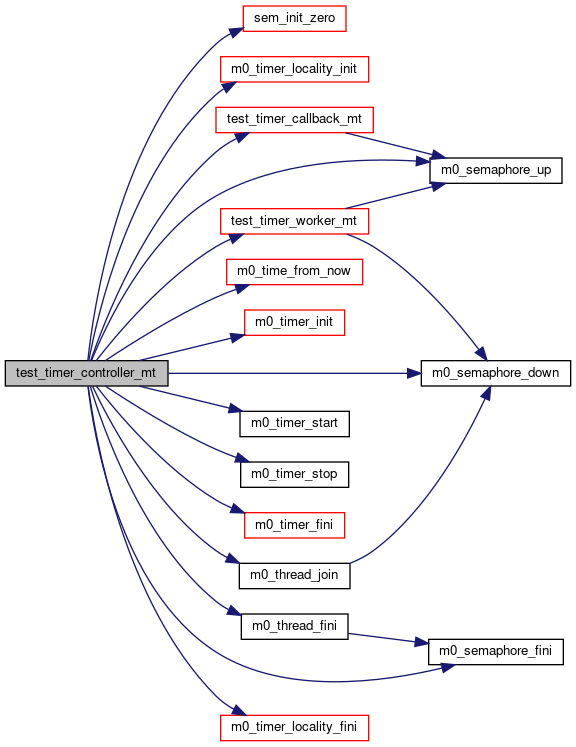 sem_init_zero
m0_timer_locality_init
test_timer_callback_mt
m0_semaphore_up
test_timer_worker_mt
m0_time_from_now
m0_timer_init
test_timer_controller_mt
m0_semaphore_down
m0_timer_start
m0_timer_stop
m0_timer_fini
m0_thread_join
m0_thread_fini
m0_semaphore_fini
m0_timer_locality_fini